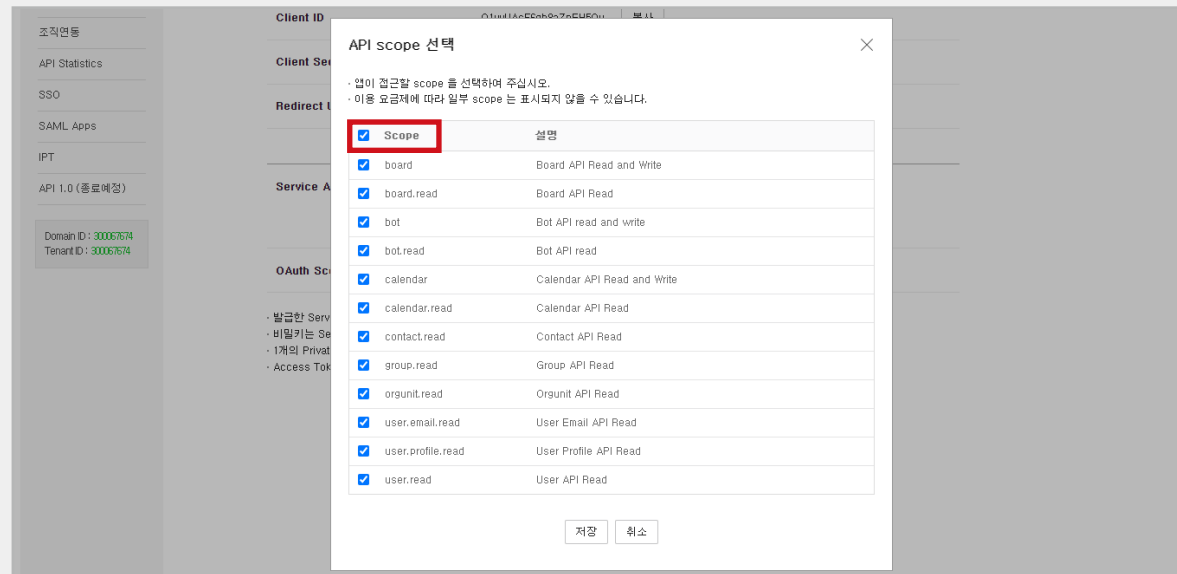 조직연동
API Statistics
SSO
SAML Apps
IPT
API 1.0 (종료예정)
Domain ID : 300067674
Tenant ID : 300067674
Client ID
복사
Client Sec
Redirect U
Service A
OAuth Sco
· 발급한 Serv
· 비밀키는 Se
· 1개의 Privat
· Access Tok
API scope 선택
· 앱이 접근할 scope 을 선택하여 주십시오.
· 이용 요금제에 따라 일부 scope 는 표시되지 않을 수 있습니다.
Scope 설명
board Board API Read and Write
board.read Board API Read
bot Bot API read and write
bot.read Bot API read
calendar Calendar API Read and Write
calendar.read Calendar API Read
contact.read Contact API Read
group.read Group API Read
orgunit.read Orgunit API Read
user.email.read User Email API Read
user.profile.read User Profile API Read
user.read User API Read
저장 취소